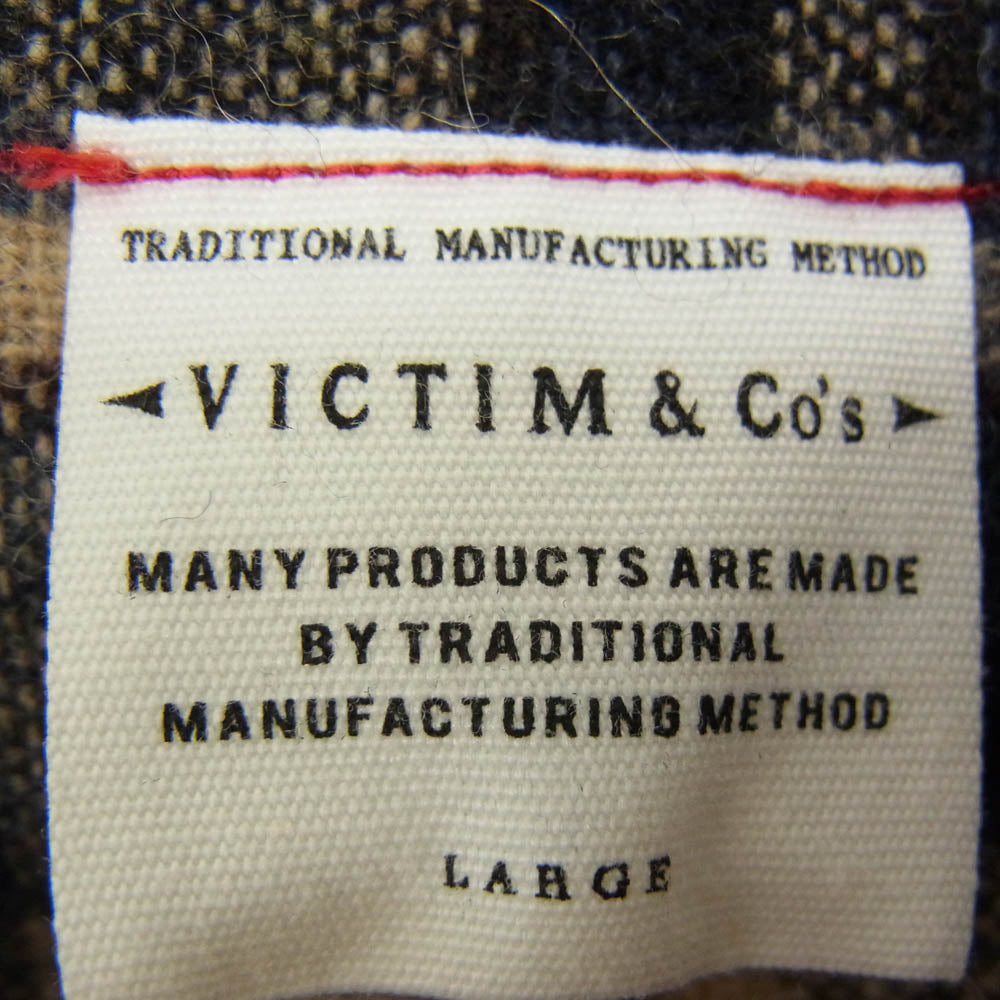 TRADITIONAL MANUFACTURING METHOD
VICTIM & Co's
MANY PRODUCTS ARE MADE
BY TRADITIONAL
MANUFACTURING METHOD
LARGE